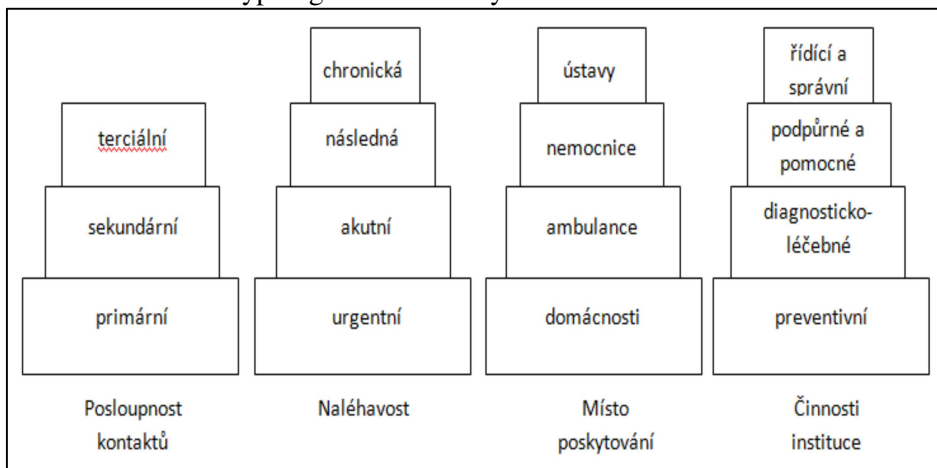 chronická
ústavy
řídící a
správní
terciální
následná
nemocnice
podpůrné a
pomocné
sekundární
akutní
ambulance
diagnosticko-
léčebné
primární
urgentní
domácnosti
preventivní
Posloupnost
kontaktů
Naléhavost
Místo
poskytování
Činnosti
instituce